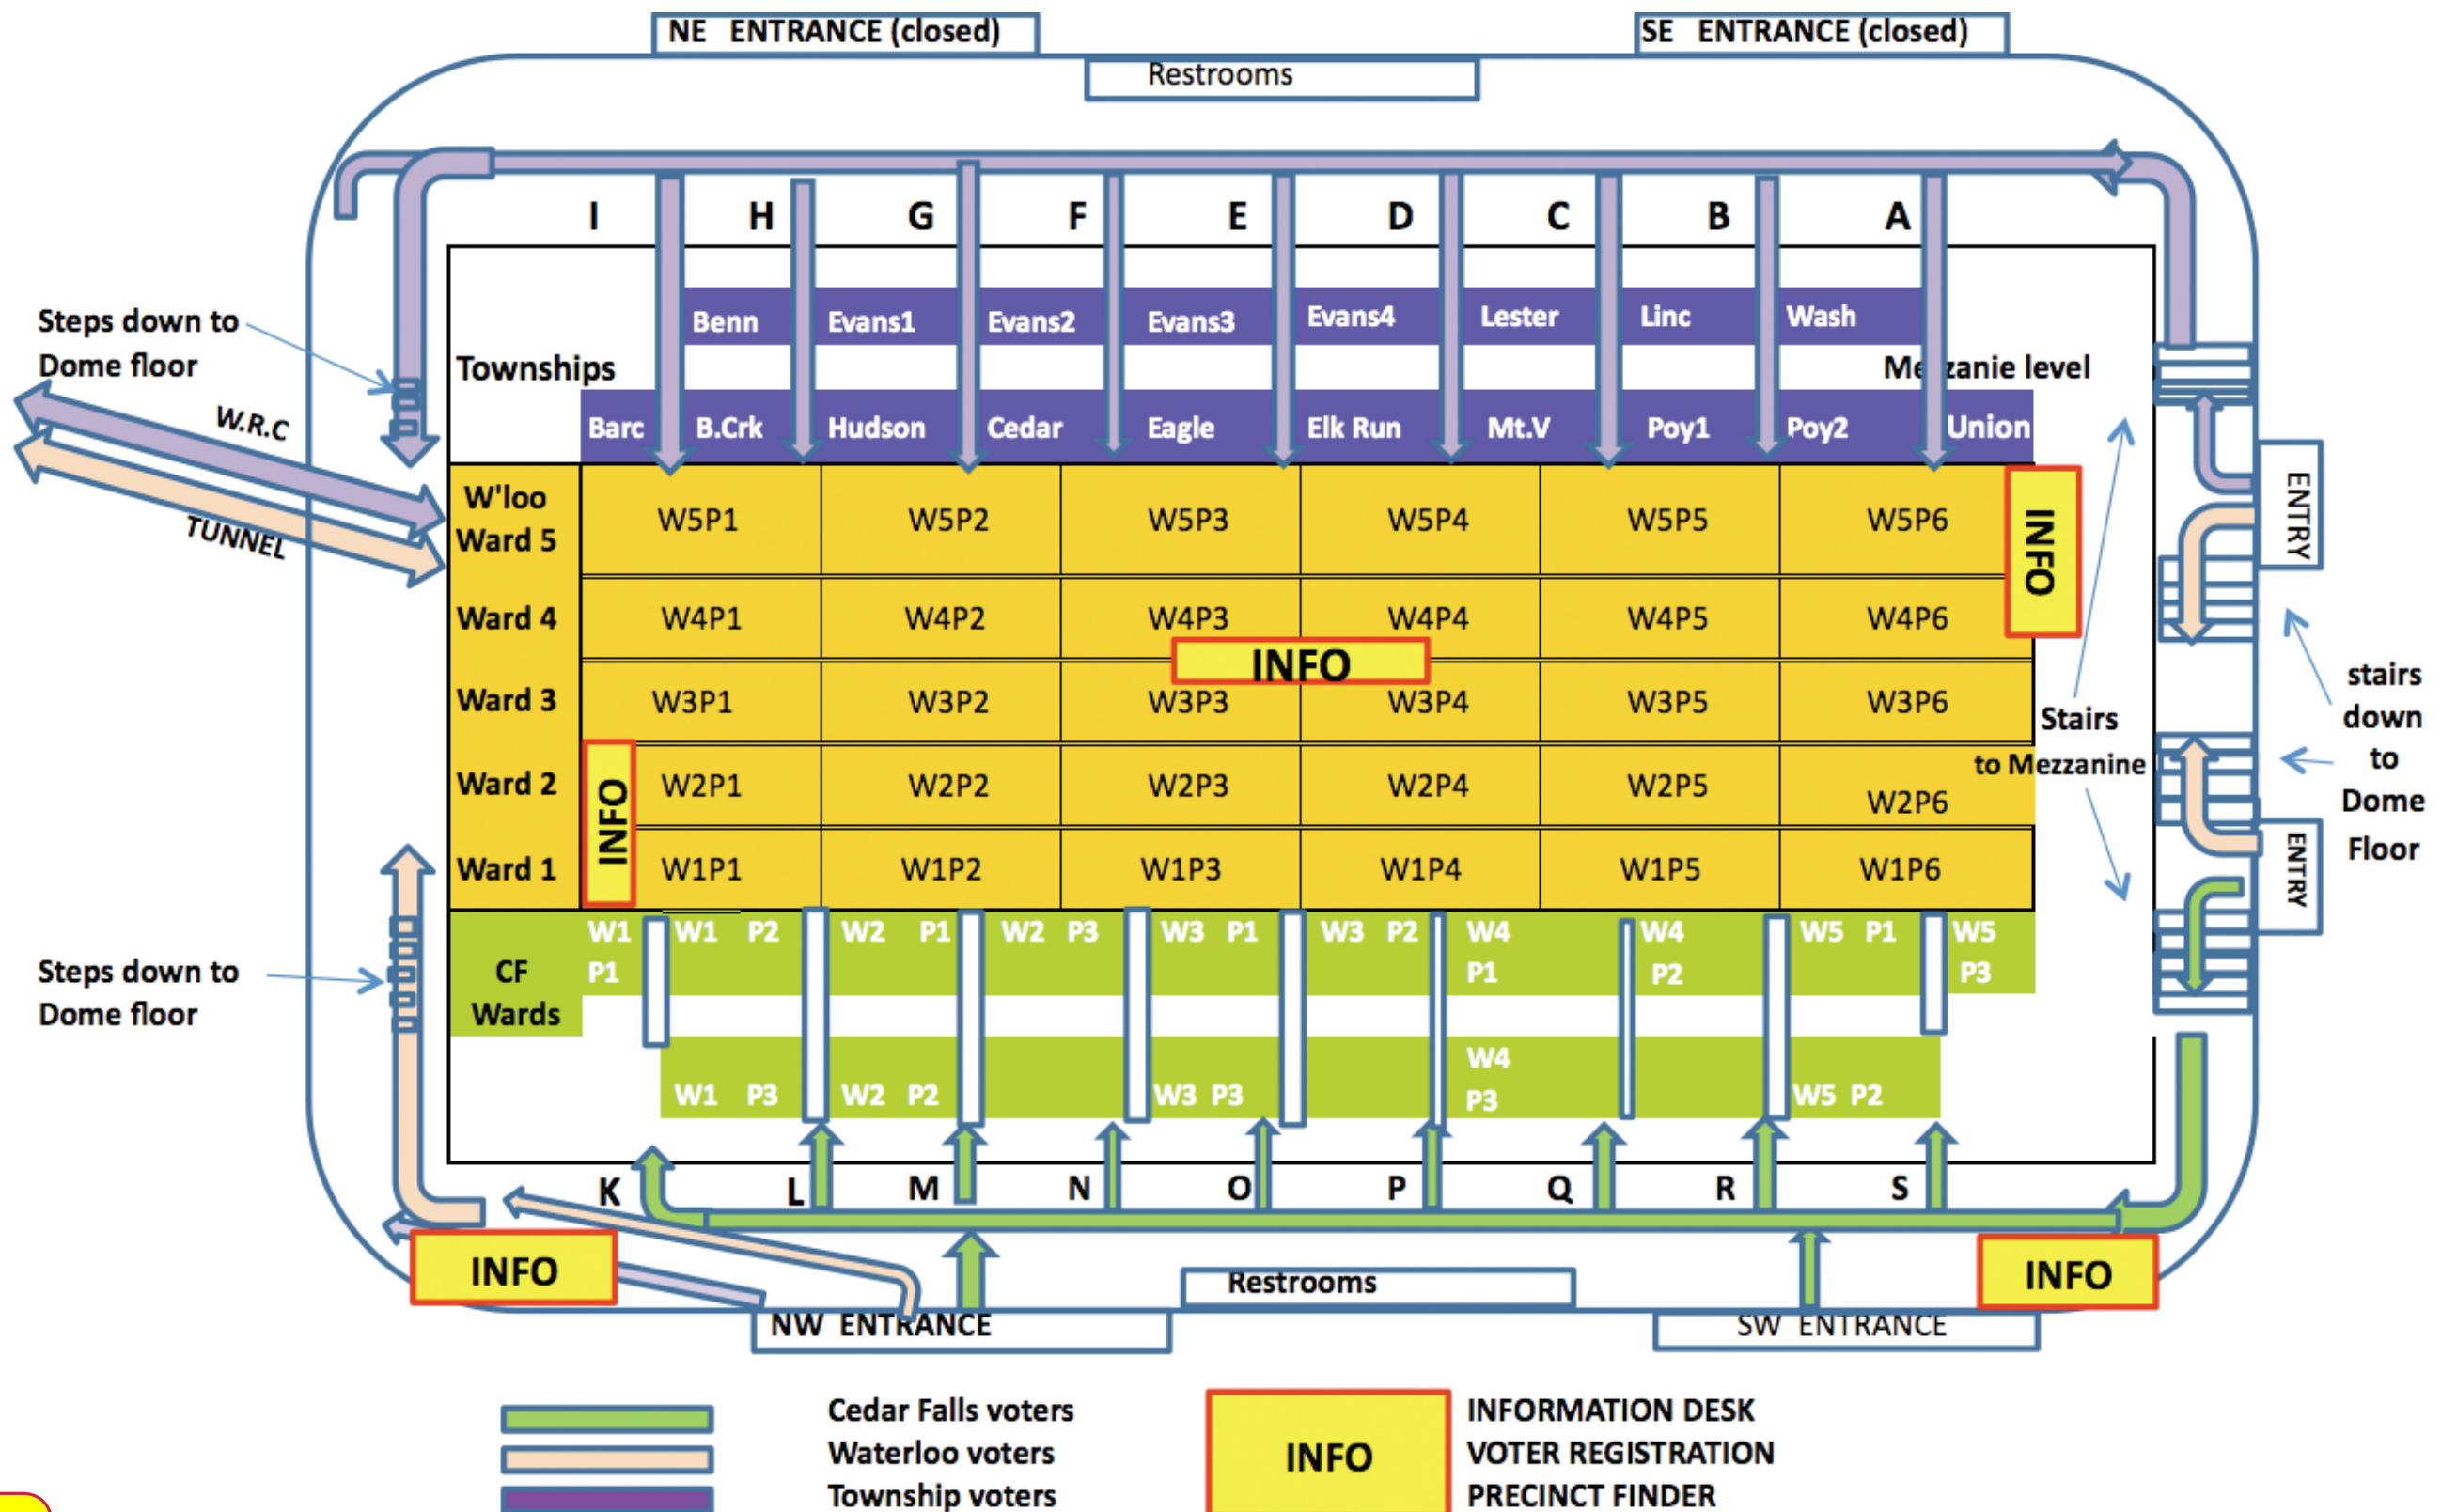 NE ENTRANCE (closed)
SE ENTRANCE (closed)
Restrooms
I H G F E D C B A
Steps down to
Dome floor
Benn Evans1 Evans2 Evans3 Evans4 Lester Linc Wash
Townships
Mezzanie level
Barc B.Crk Hudson Cedar Eagle Elk Run Mt.V Poy1 Poy2 Union
W.R.C
TUNNEL
ENTRY
W'loo
Ward 5
W5P1 W5P2 W5P3 W5P4 W5P5 W5P6
INFO
Ward 4 W4P1 W4P2 W4P3 W4P4 W4P5 W4P6
INFO
Ward 3 W3P1 W3P2 W3P3 W3P4 W3P5 W3P6
Stairs
to Mezzanine
stairs
down
to
Dome
Floor
Ward 2 W2P1 W2P2 W2P3 W2P4 W2P5 W2P6
INFO
Ward 1 W1P1 W1P2 W1P3 W1P4 W1P5 W1P6
ENTRY
CF
Wards
W1
P1
W1 P2
W2 P1
W2 P3
W3 P1
W3 P2
W4
P1
W4
P2
W5 P1
W5
P3
Steps down to
Dome floor
W1 P3
W2 P2
W3 P3
W4
P3
W5 P2
K L M N O P Q R S
INFO
INFO
Restrooms
NW ENTRANCE
SW ENTRANCE
Cedar Falls voters
Waterloo voters
Township voters
INFO
INFORMATION DESK
VOTER REGISTRATION
PRECINCT FINDER